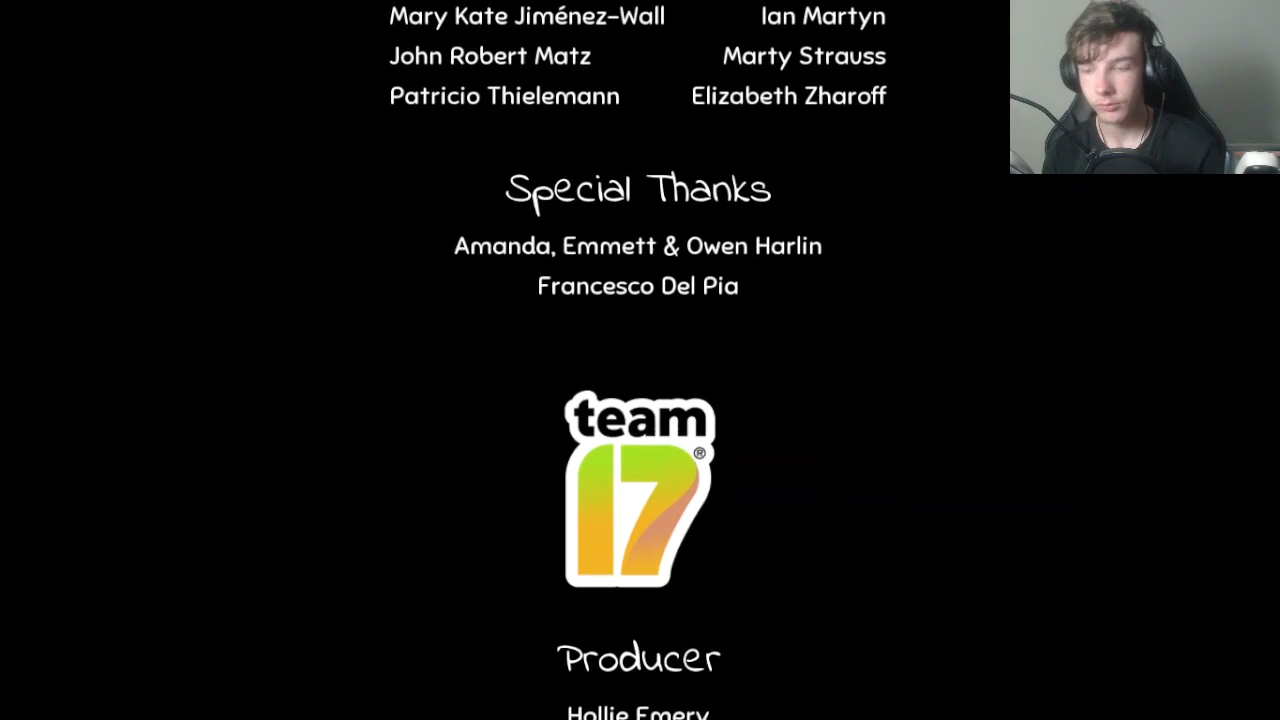 Mary Kate Jiménez-Wall Ian Martyn
John Robert Matz Marty Strauss
Patricio Thielemann Elizabeth Zharoff
Special Thanks
Amanda, Emmett & Owen Harlin
Francesco Del Pia
team
17®
Producer
Hollie Emery